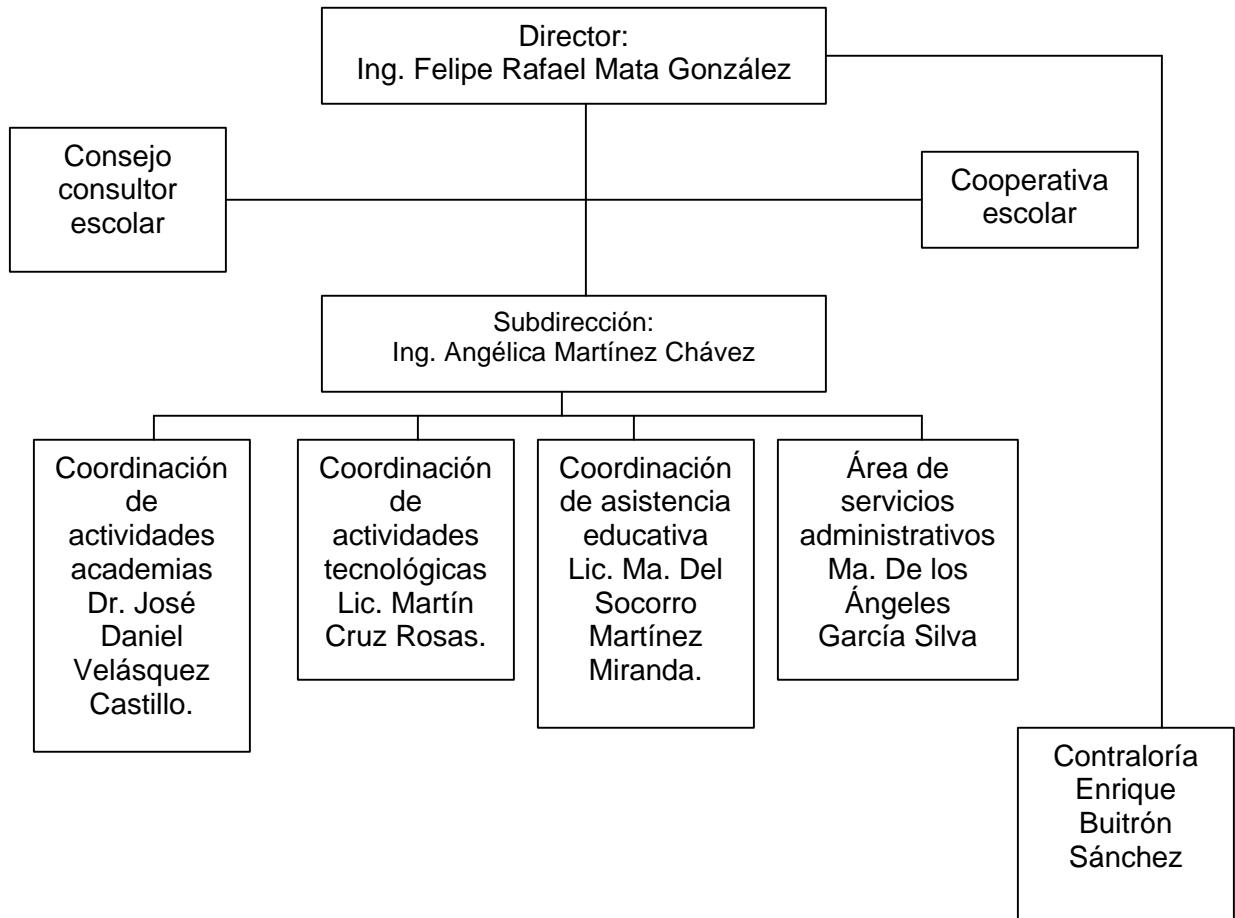 Director:
Ing. Felipe Rafael Mata González
Consejo
consultor
escolar
Cooperativa
escolar
Subdirección:
Ing. Angélica Martínez Chávez
Coordinación
de
actividades
academias
Dr. José
Daniel
Velásquez
Castillo.
Coordinación
de
actividades
tecnológicas
Lic. Martín
Cruz Rosas.
Coordinación
de asistencia
educativa
Lic. Ma. Del
Socorro
Martínez
Miranda.
Área de
servicios
administrativos
Ma. De los
Ángeles
García Silva
Contraloría
Enrique
Buitrón
Sánchez